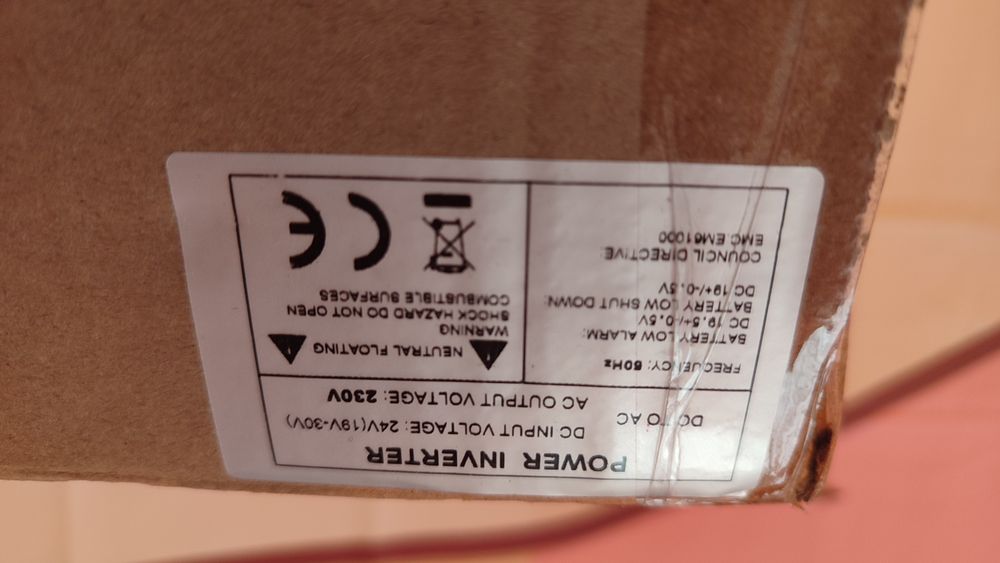 POWER INVERTER
DC TO AC
DC INPUT VOLTAGE: 24V(19V-30V)
AC OUTPUT VOLTAGE: 230V
FREQUENCY: 50Hz
BATTERY LOW ALARM:
DC 19.5+/-0.5V
BATTERY LOW SHUT DOWN:
DC 19+/-0.5V
COUNCIL DIRECTIVE:
EMC:EM61000
NEUTRAL FLOATING
WARNING
SHOCK HAZARD DO NOT OPEN
COMBUSTIBLE SURFACES
CE